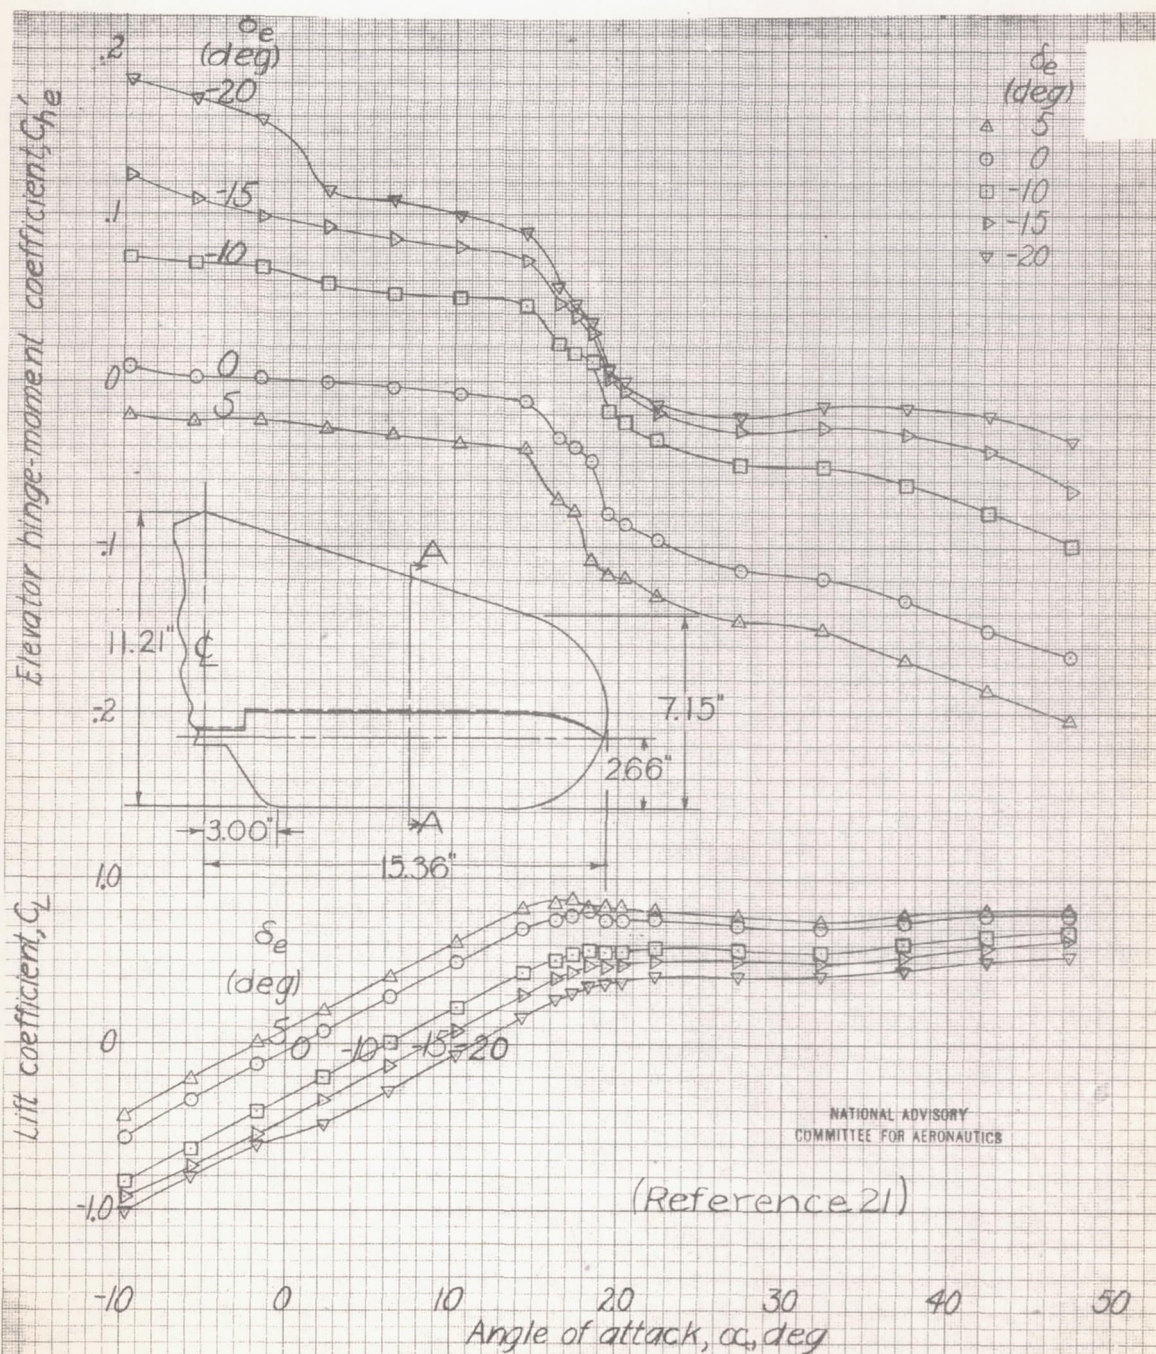 δe
(deg)
.2
-20
-15
.1
-10
0
0
5
-.1
-.2
Elevator hinge-moment coefficient, C'he
δe
(deg)
5
0
-10
-15
-20
A
11.21"
℄
7.15"
2.66"
A
3.00"
15.36"
1.0
δe
(deg)
0
5
0
-10
-15
-20
-1.0
Lift coefficient, CL
NATIONAL ADVISORY
COMMITTEE FOR AERONAUTICS
(Reference 21)
-10 0 10 20 30 40 50
Angle of attack, α, deg